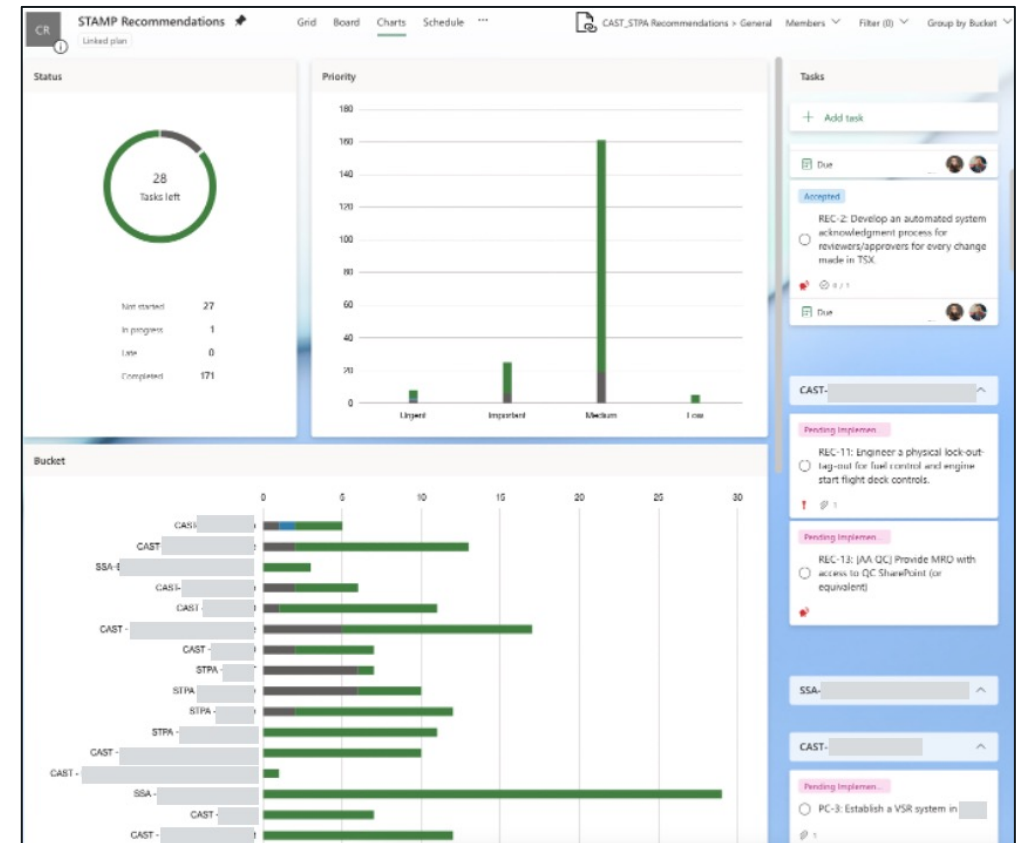 CR
STAMP Recommendations
Linked plan
Grid Board Charts Schedule ...
CAST_STPA Recommendations > General
Members
Filter (0)
Group by Bucket
Status
28
Tasks left
Not started 27
In progress 1
Late 0
Completed 171
Priority
180
160
140
120
100
80
60
40
20
0
Urgent Important Medium Low
Bucket
0 5 10 15 20 25 30
CAST
CAST
SSA-
CAST-
CAST -
CAST -
CAST -
STPA -
STPA
STPA -
STPA -
CAST -
CAST -
SSA -
CAST -
CAST -
Tasks
+ Add task
Due
Accepted
REC-2: Develop an automated system
acknowledgment process for
reviewers/approvers for every change
made in TSX.
0 / 1
Due
CAST-
Pending Implemen...
REC-11: Engineer a physical lock-out-
tag-out for fuel control and engine
start flight deck controls.
1
Pending Implemen...
REC-13: [AA QC] Provide MRO with
access to QC SharePoint (or
equivalent)
SSA-
CAST-
Pending Implemen...
PC-3: Establish a VSR system in
1